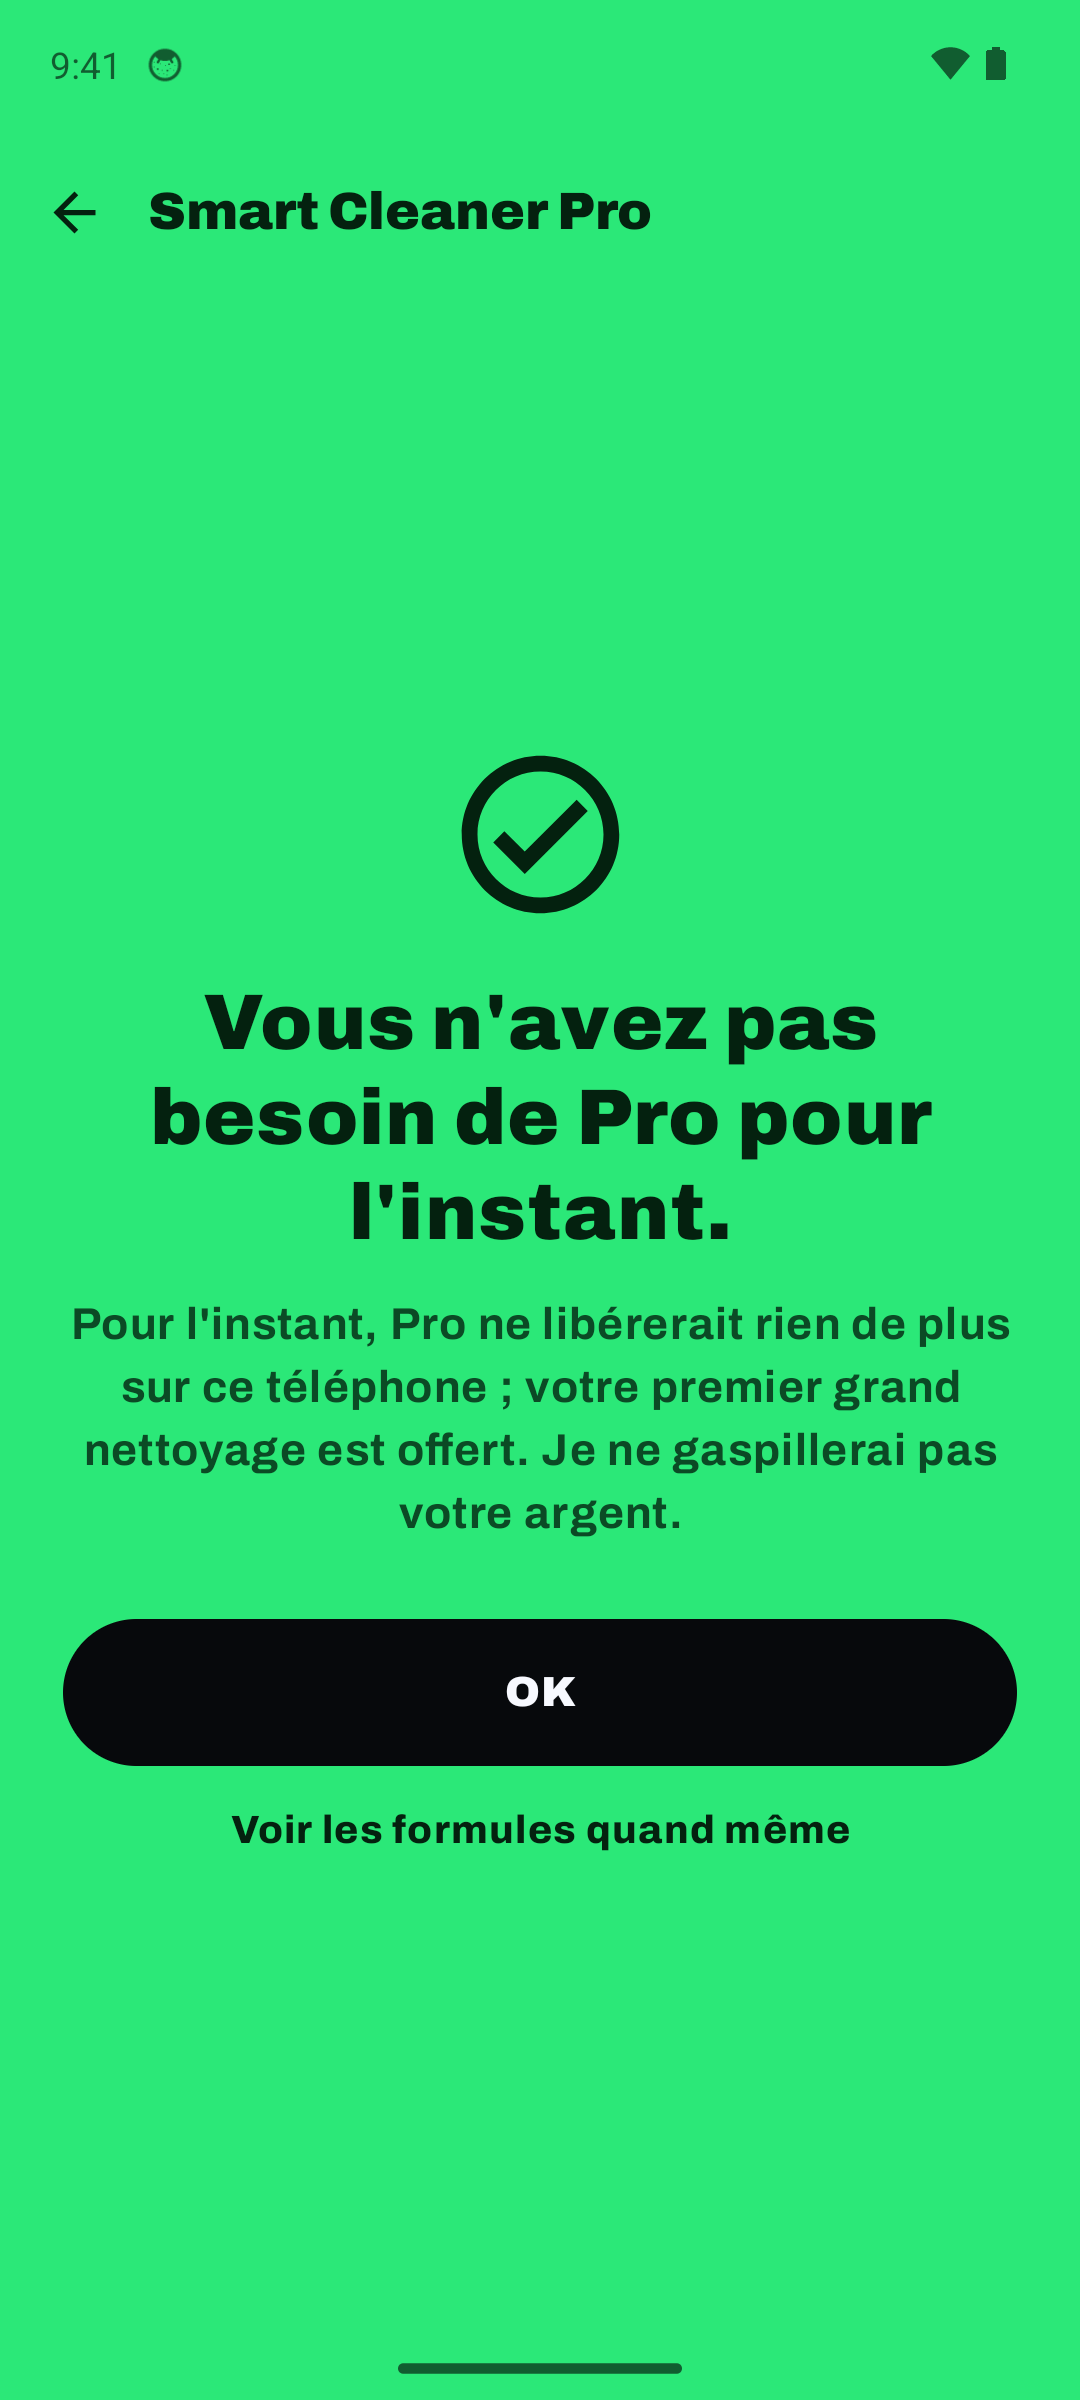 9:41
Smart Cleaner Pro
Vous n'avez pas
besoin de Pro pour
l'instant.
Pour l'instant, Pro ne libérerait rien de plus
sur ce téléphone ; votre premier grand
nettoyage est offert. Je ne gaspillerai pas
votre argent.
OK
Voir les formules quand même